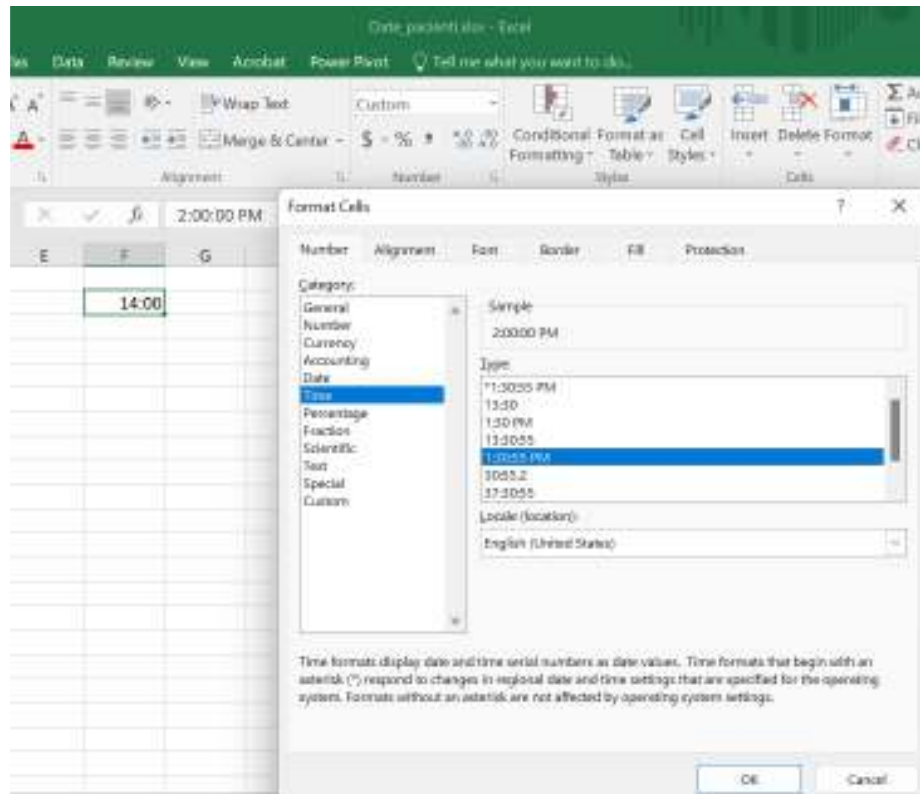 Date_pacienti.xlsx - Excel
Data Review View Acrobat Power Pivot Tell me what you want to do...
Wrap Text Custom
Merge & Center $ % Conditional Formatting Format as Table Cell Styles Insert Delete Format
Alignment Number Styles Cells
fx 2:00:00 PM
E F G
14:00
Format Cells ?
Number Alignment Font Border Fill Protection
Category:
General
Number
Currency
Accounting
Date
Time
Percentage
Fraction
Scientific
Text
Special
Custom
Sample
2:00:00 PM
Type:
*1:30:55 PM
13:30
1:30 PM
13:30:55
1:30:55 PM
30:55.2
37:30:55
Locale (location):
English (United States)
Time formats display date and time serial numbers as date values. Time formats that begin with an
asterisk (*) respond to changes in regional date and time settings that are specified for the operating
system. Formats without an asterisk are not affected by operating system settings.
OK Cancel